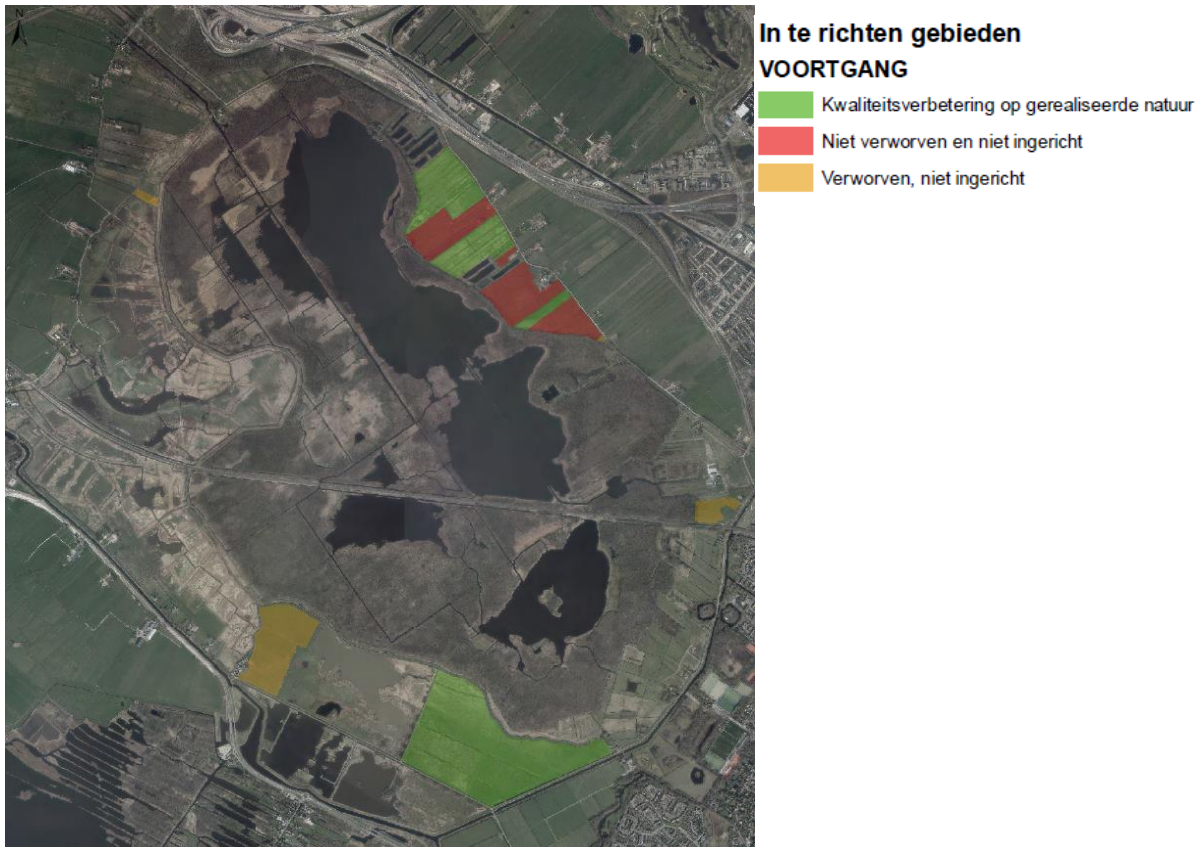 N
In te richten gebieden
VOORTGANG
Kwaliteitsverbetering op gerealiseerde natuur
Niet verworven en niet ingericht
Verworven, niet ingericht